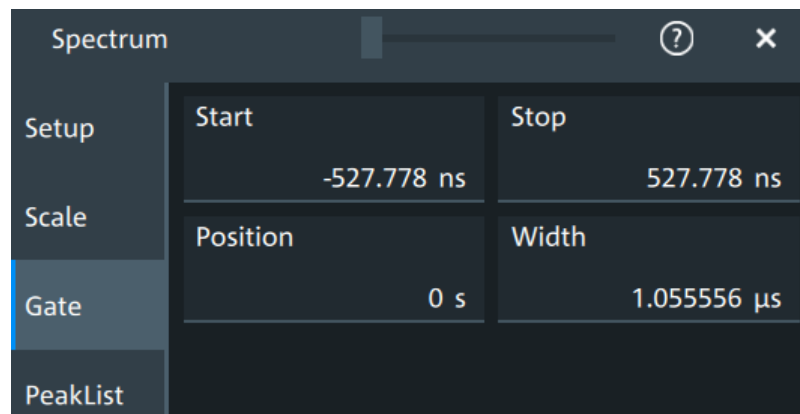 Spectrum
?
×
Setup
Scale
Gate
PeakList
Start
-527.778 ns
Stop
527.778 ns
Position
0 s
Width
1.055556 µs